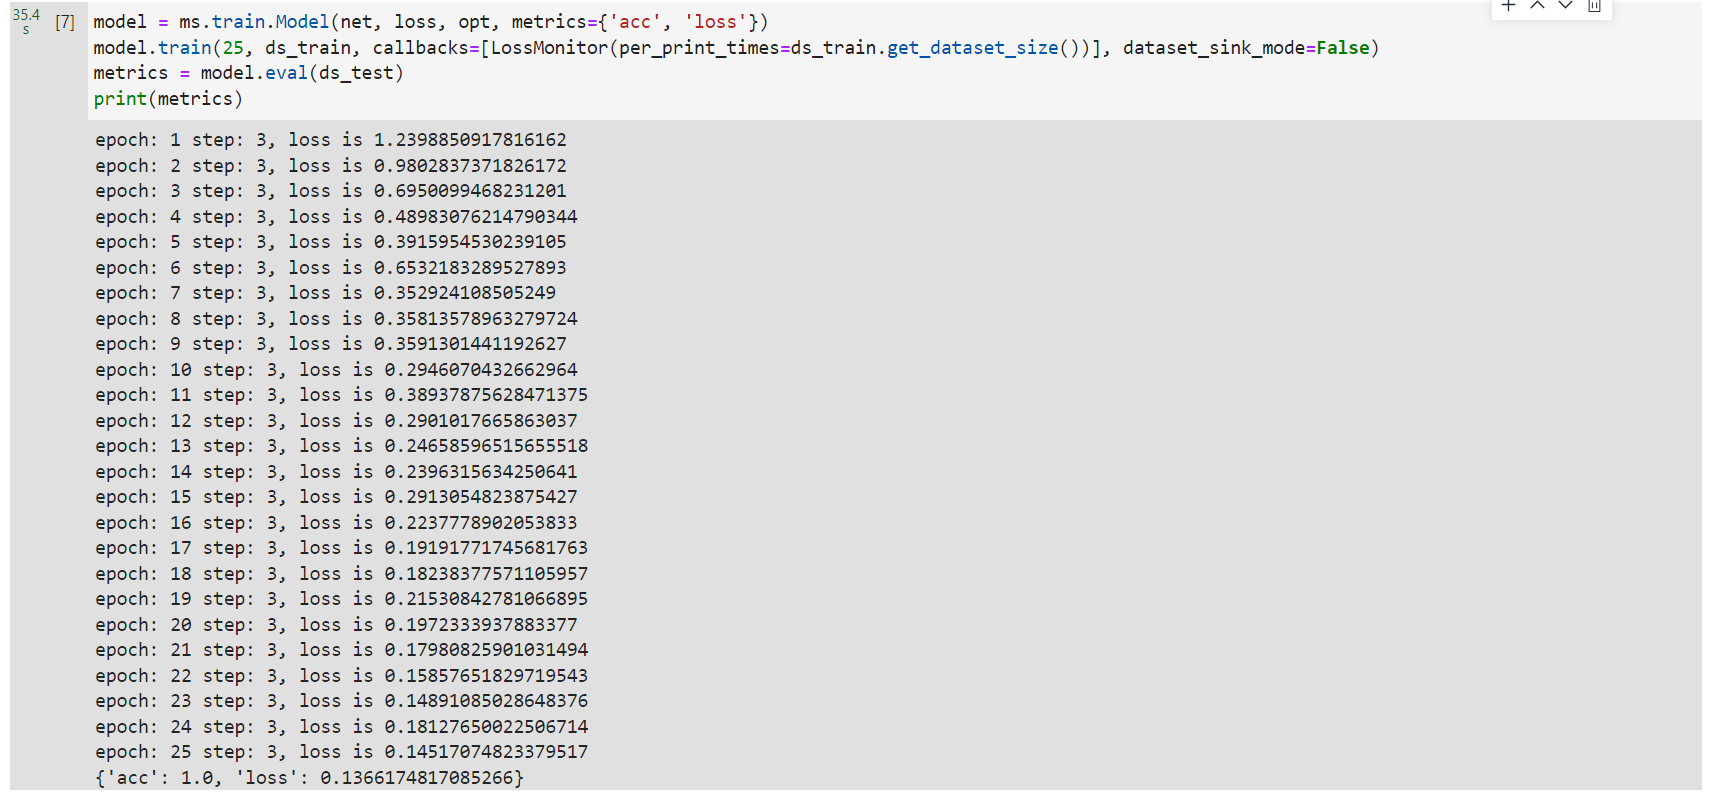 35.4
s
[7]
model = ms.train.Model(net, loss, opt, metrics={'acc', 'loss'})
model.train(25, ds_train, callbacks=[LossMonitor(per_print_times=ds_train.get_dataset_size())], dataset_sink_mode=False)
metrics = model.eval(ds_test)
print(metrics)
epoch: 1 step: 3, loss is 1.2398850917816162
epoch: 2 step: 3, loss is 0.9802837371826172
epoch: 3 step: 3, loss is 0.6950099468231201
epoch: 4 step: 3, loss is 0.48983076214790344
epoch: 5 step: 3, loss is 0.3915954530239105
epoch: 6 step: 3, loss is 0.6532183289527893
epoch: 7 step: 3, loss is 0.352924108505249
epoch: 8 step: 3, loss is 0.35813578963279724
epoch: 9 step: 3, loss is 0.3591301441192627
epoch: 10 step: 3, loss is 0.2946070432662964
epoch: 11 step: 3, loss is 0.38937875628471375
epoch: 12 step: 3, loss is 0.2901017665863037
epoch: 13 step: 3, loss is 0.24658596515655518
epoch: 14 step: 3, loss is 0.2396315634250641
epoch: 15 step: 3, loss is 0.2913054823875427
epoch: 16 step: 3, loss is 0.2237778902053833
epoch: 17 step: 3, loss is 0.19191771745681763
epoch: 18 step: 3, loss is 0.18238377571105957
epoch: 19 step: 3, loss is 0.21530842781066895
epoch: 20 step: 3, loss is 0.1972333937883377
epoch: 21 step: 3, loss is 0.17980825901031494
epoch: 22 step: 3, loss is 0.15857651829719543
epoch: 23 step: 3, loss is 0.14891085028648376
epoch: 24 step: 3, loss is 0.18127650022506714
epoch: 25 step: 3, loss is 0.14517074823379517
{'acc': 1.0, 'loss': 0.1366174817085266}